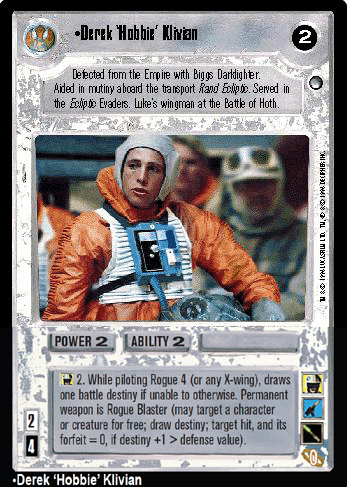 •Derek 'Hobbie' Klivian
2
Defected from the Empire with Biggs Darklighter.
Aided in mutiny aboard the transport Rand Ecliptic. Served in
the Ecliptic Evaders. Luke's wingman at the Battle of Hoth.
POWER 2
ABILITY 2
2. While piloting Rogue 4 (or any X-wing), draws
one battle destiny if unable to otherwise. Permanent
weapon is Rogue Blaster (may target a character
or creature for free; draw destiny; target hit, and its
forfeit = 0, if destiny +1 > defense value).
2
4
0
•Derek 'Hobbie' Klivian